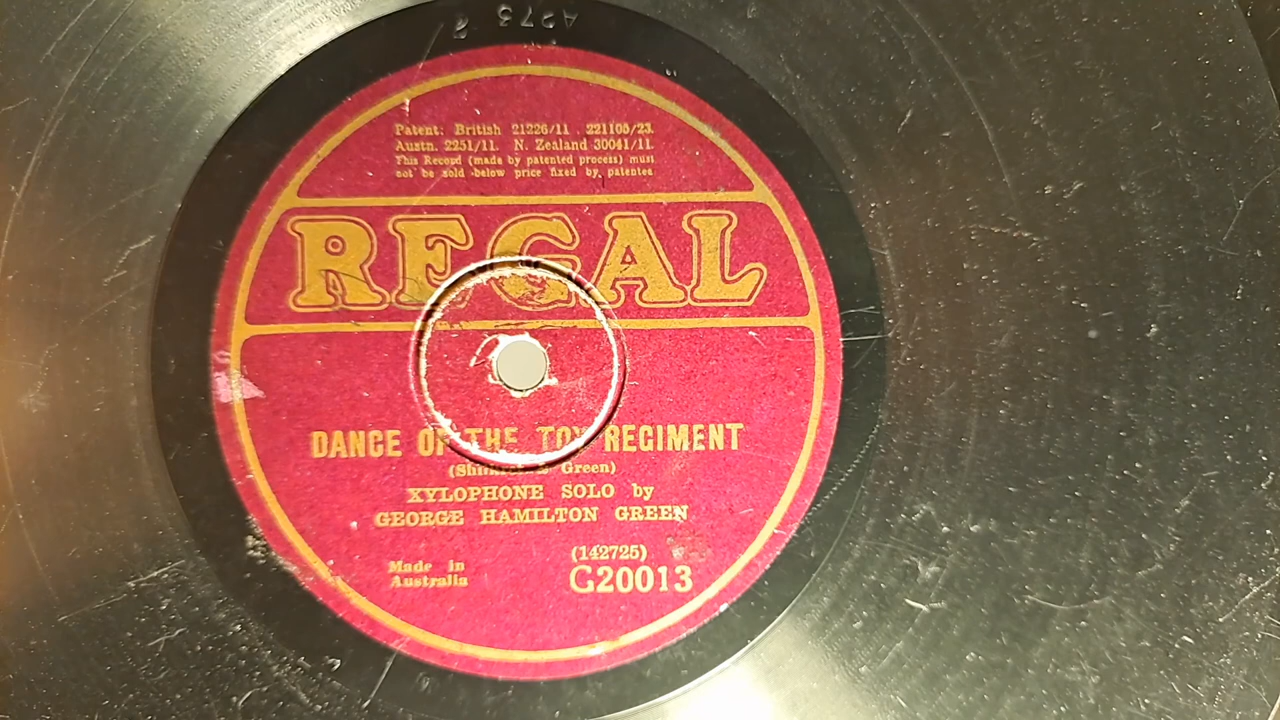 A273
Patent: British 21226/11 . 221105/23.
Austn. 2251/11. N. Zealand 30041/11.
This Record (made by patented process) must
not be sold below price fixed by patentee
REGAL
DANCE OF THE TOY REGIMENT
Green)
XYLOPHONE SOLO by
GEORGE HAMILTON GREEN
(142725)
Made in
Australia
G20013